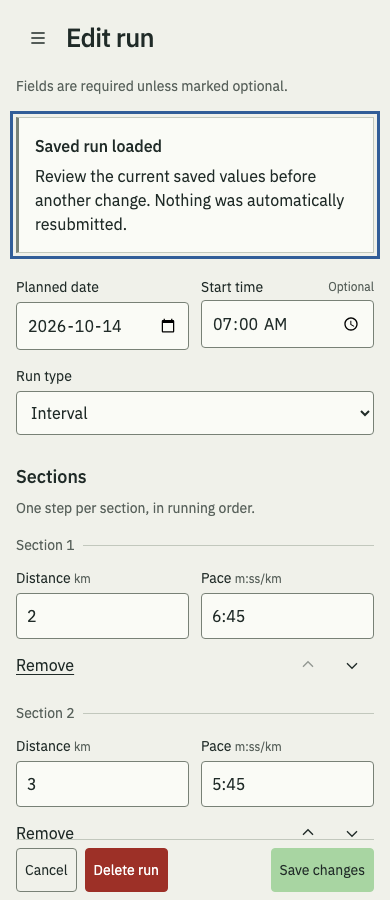 Edit run
Fields are required unless marked optional.
Saved run loaded
Review the current saved values before
another change. Nothing was automatically
resubmitted.
Planned date
Start time Optional
2026-10-14
07:00 AM
Run type
Interval
Sections
One step per section, in running order.
Section 1
Distance km
Pace m:ss/km
2
6:45
Remove
Section 2
Distance km
Pace m:ss/km
3
5:45
Remove
Cancel
Delete run
Save changes